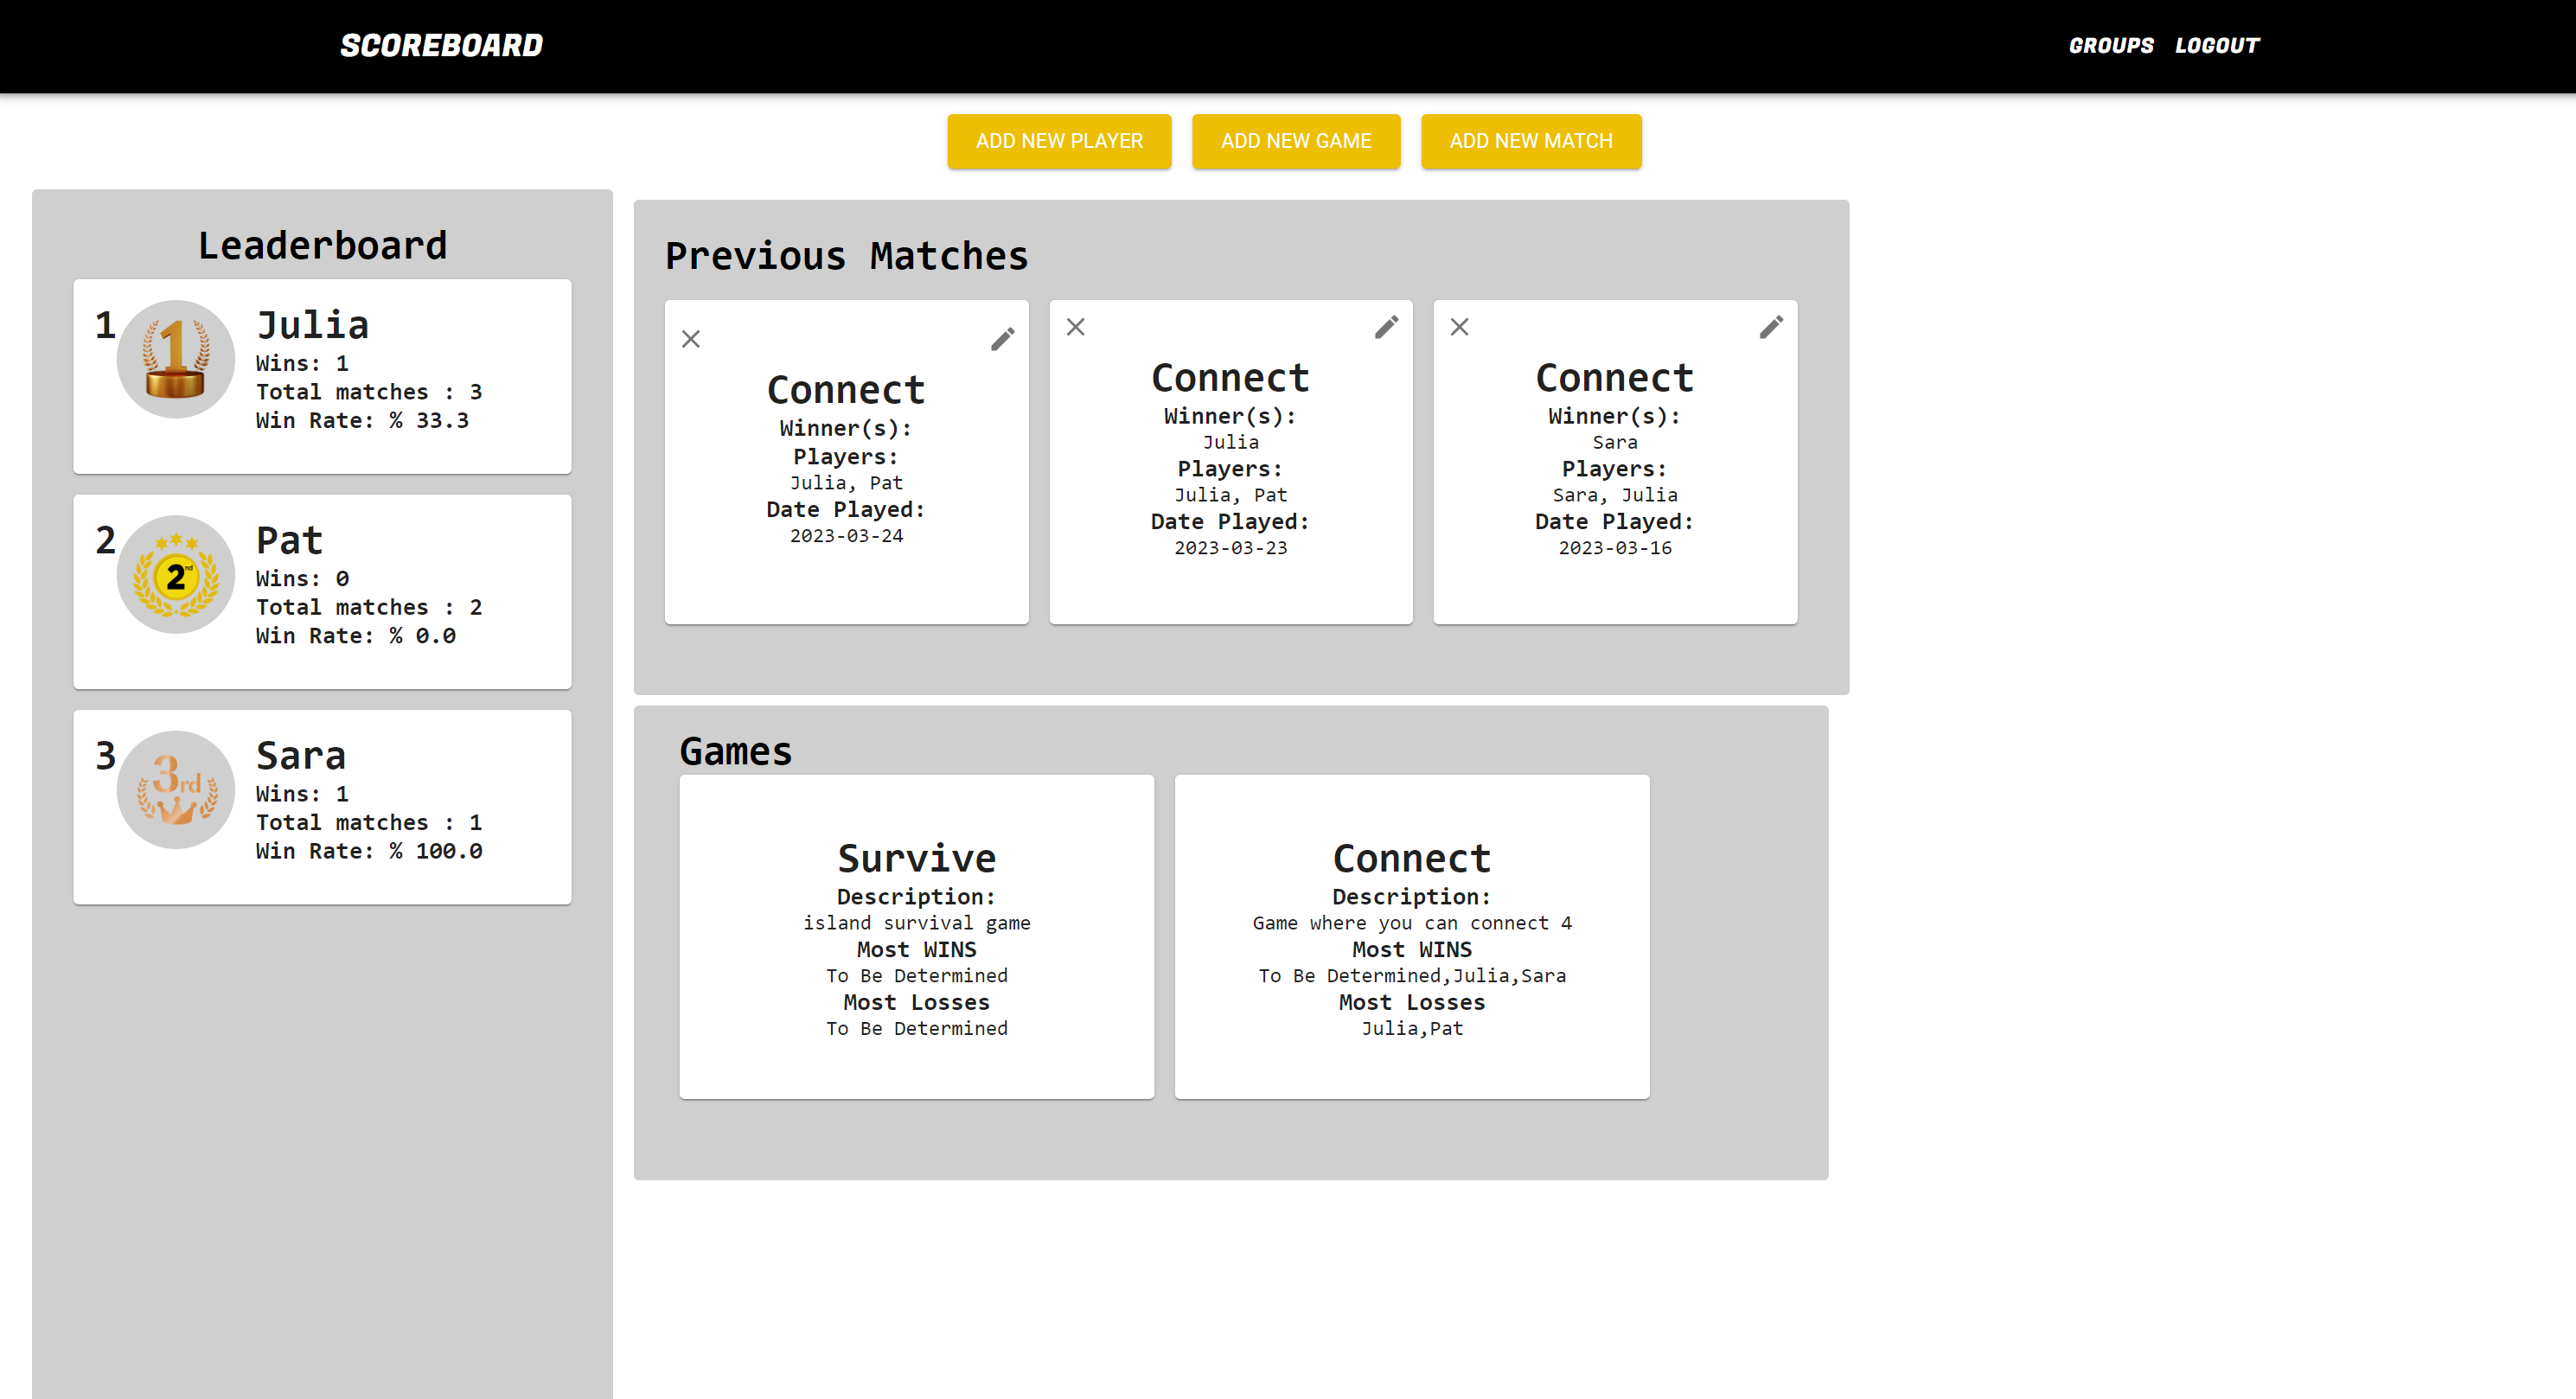 SCOREBOARD
GROUPS LOGOUT
ADD NEW PLAYER
ADD NEW GAME
ADD NEW MATCH
Leaderboard
1
1
Julia
Wins: 1
Total matches : 3
Win Rate: % 33.3
2
2nd
Pat
Wins: 0
Total matches : 2
Win Rate: % 0.0
3
3rd
Sara
Wins: 1
Total matches : 1
Win Rate: % 100.0
Previous Matches
Connect
Winner(s):
Players:
Julia, Pat
Date Played:
2023-03-24
Connect
Winner(s):
Julia
Players:
Julia, Pat
Date Played:
2023-03-23
Connect
Winner(s):
Sara
Players:
Sara, Julia
Date Played:
2023-03-16
Games
Survive
Description:
island survival game
Most WINS
To Be Determined
Most Losses
To Be Determined
Connect
Description:
Game where you can connect 4
Most WINS
To Be Determined,Julia,Sara
Most Losses
Julia,Pat